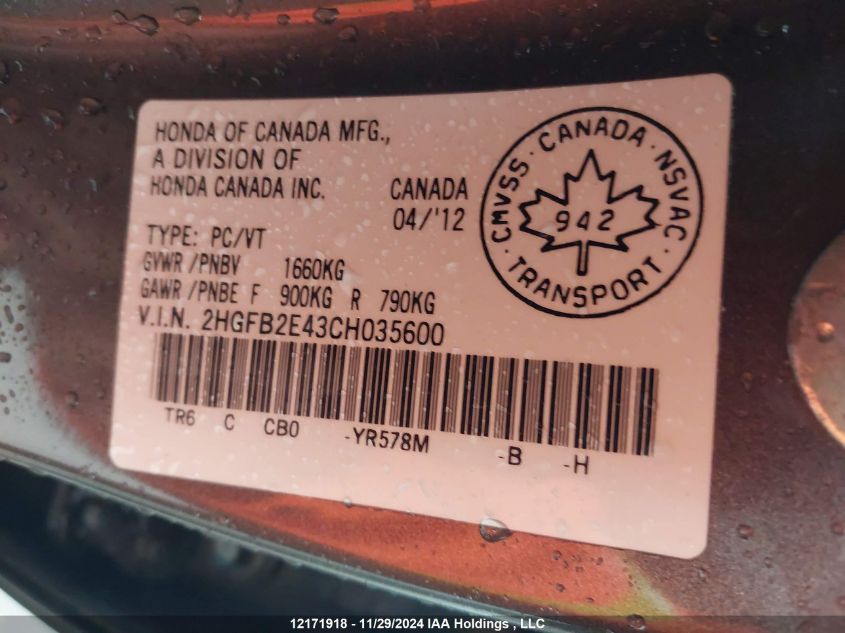 HONDA OF CANADA MFG.,
A DIVISION OF
HONDA CANADA INC.
CANADA
04/'12
TYPE: PC/VT
GVWR /PNBV 1660KG
GAWR /PNBE F 900KG R 790KG
V.I.N. 2HGFB2E43CH035600
TR6 C CB0 -YR578M -B -H
CMVSS · CANADA · NSVAC
942
· TRANSPORT ·
12171918 - 11/29/2024 IAA Holdings , LLC